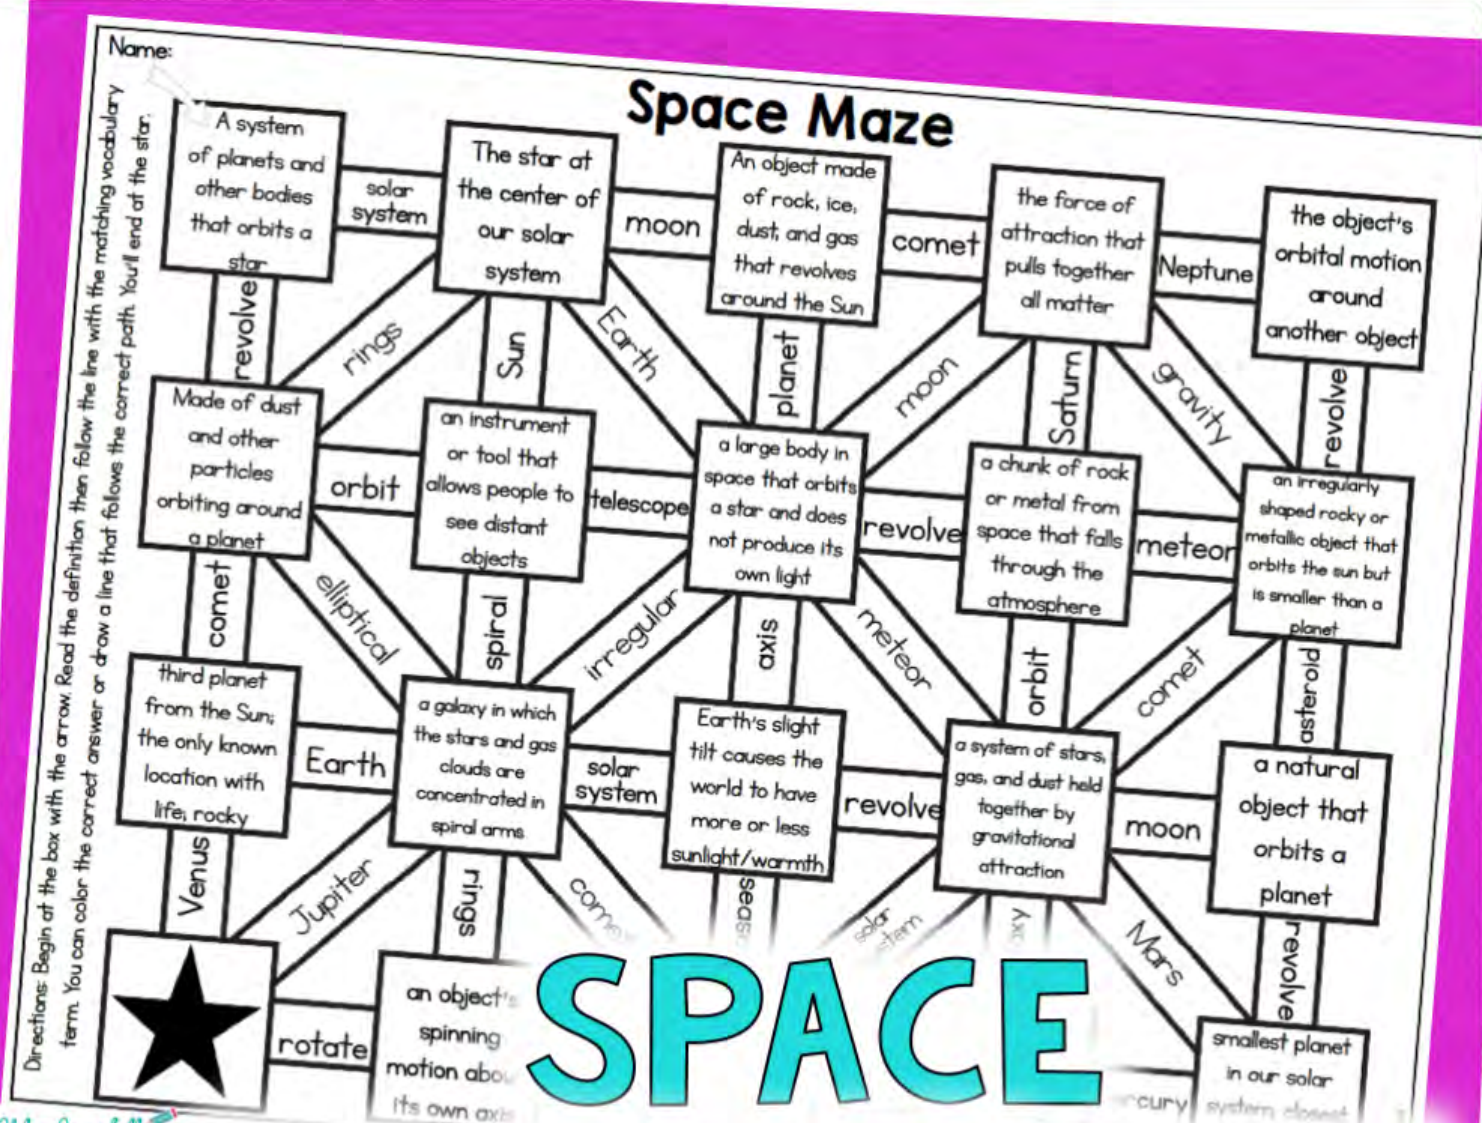 Name:
Space Maze
Directions: Begin at the box with the arrow. Read the definition then follow the line with the matching vocabulary
term. You can color the correct answer or draw a line that follows the correct path. You'll end at the star.
A system
of planets and
other bodies
that orbits a
star
solar
system
The star at
the center of
our solar
system
moon
An object made
of rock, ice,
dust, and gas
that revolves
around the Sun
comet
the force of
attraction that
pulls together
all matter
Neptune
the object's
orbital motion
around
another object
revolve
rings
Sun
Earth
planet
moon
Saturn
gravity
revolve
Made of dust
and other
particles
orbiting around
a planet
orbit
an instrument
or tool that
allows people to
see distant
objects
telescope
a large body in
space that orbits
a star and does
not produce its
own light
revolve
a chunk of rock
or metal from
space that falls
through the
atmosphere
meteor
an irregularly
shaped rocky or
metallic object that
orbits the sun but
is smaller than a
planet
comet
elliptical
spiral
irregular
axis
meteor
orbit
comet
asteroid
third planet
from the Sun;
the only known
location with
life; rocky
Earth
a galaxy in which
the stars and gas
clouds are
concentrated in
spiral arms
solar
system
Earth's slight
tilt causes the
world to have
more or less
sunlight/warmth
revolve
a system of stars,
gas, and dust held
together by
gravitational
attraction
moon
a natural
object that
orbits a
planet
Venus
Jupiter
rings
solar
Mars
revolve
rotate
an object's
spinning
motion
its own axis
SPACE
smallest planet
in our solar
system closest